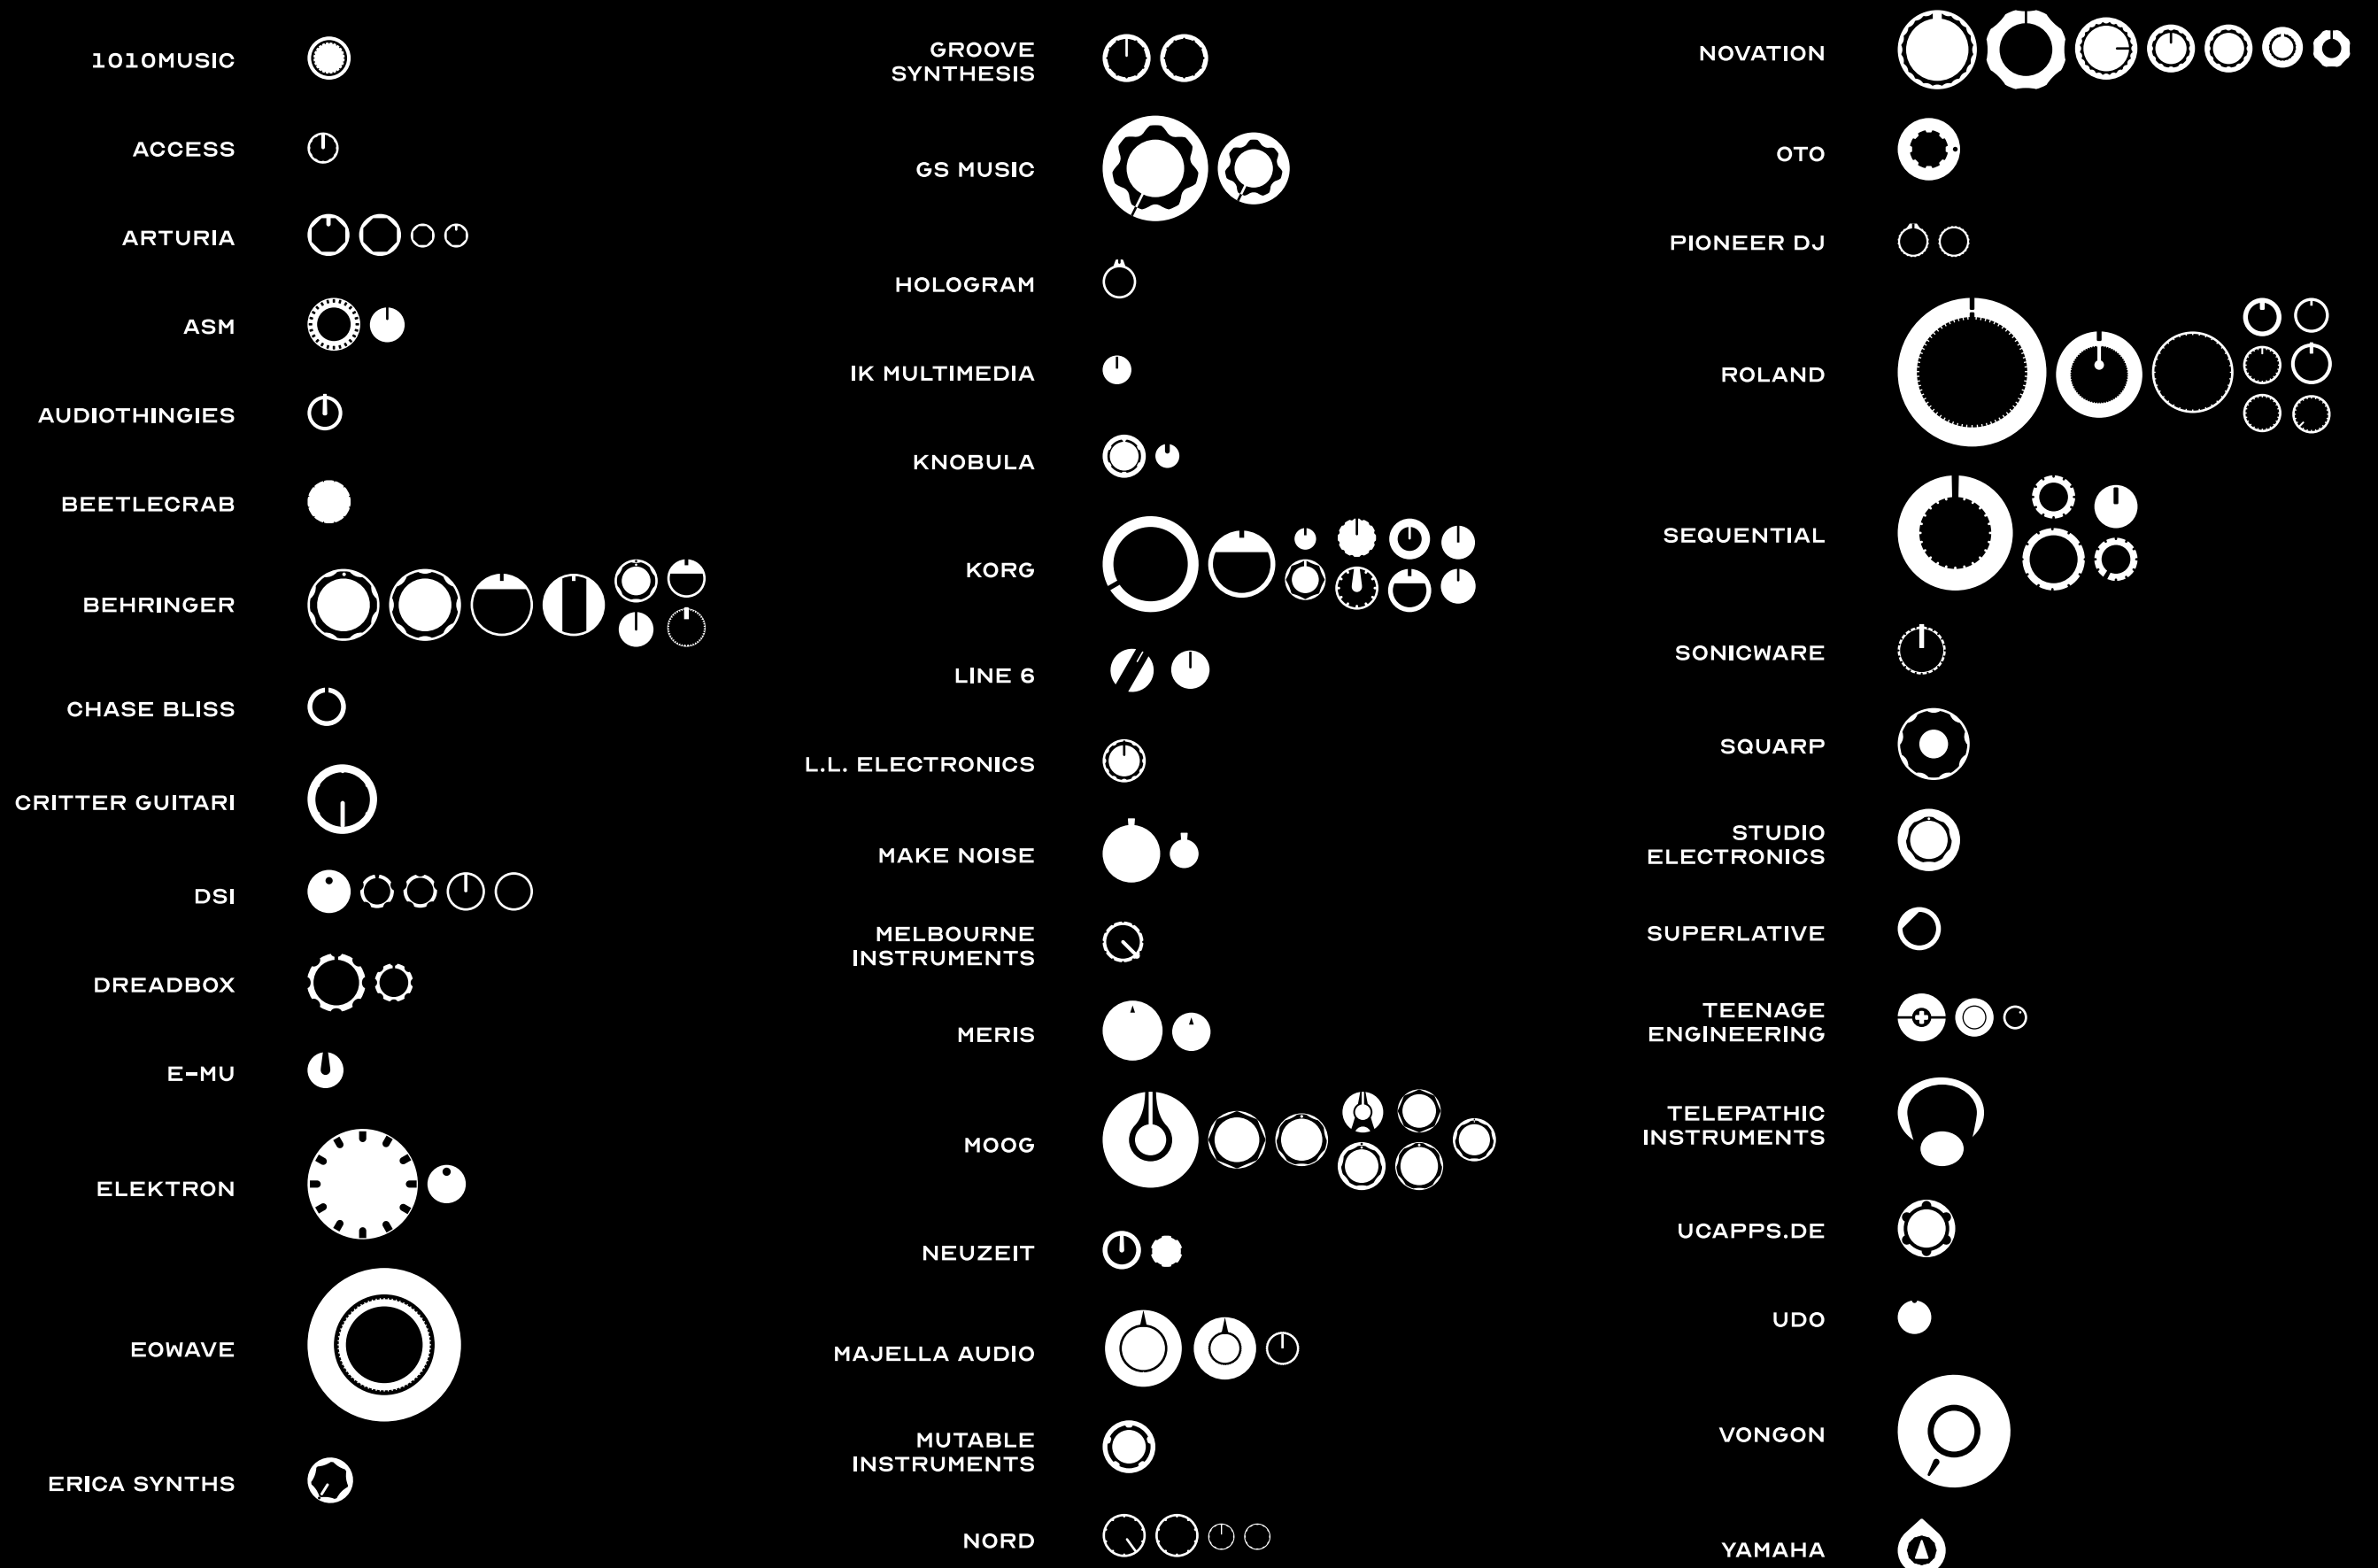 1010MUSIC
ACCESS
ARTURIA
ASM
AUDIOTHINGIES
BEETLECRAB
BEHRINGER
CHASE BLISS
CRITTER GUITARI
DSI
DREADBOX
E-MU
ELEKTRON
EOWAVE
ERICA SYNTHS
GROOVE
SYNTHESIS
GS MUSIC
HOLOGRAM
IK MULTIMEDIA
KNOBULA
KORG
LINE 6
L.L. ELECTRONICS
MAKE NOISE
MELBOURNE
INSTRUMENTS
MERIS
MOOG
NEUZEIT
MAJELLA AUDIO
MUTABLE
INSTRUMENTS
NORD
NOVATION
OTO
PIONEER DJ
ROLAND
SEQUENTIAL
SONICWARE
SQUARP
STUDIO
ELECTRONICS
SUPERLATIVE
TEENAGE
ENGINEERING
TELEPATHIC
INSTRUMENTS
UCAPPS.DE
UDO
VONGON
YAMAHA